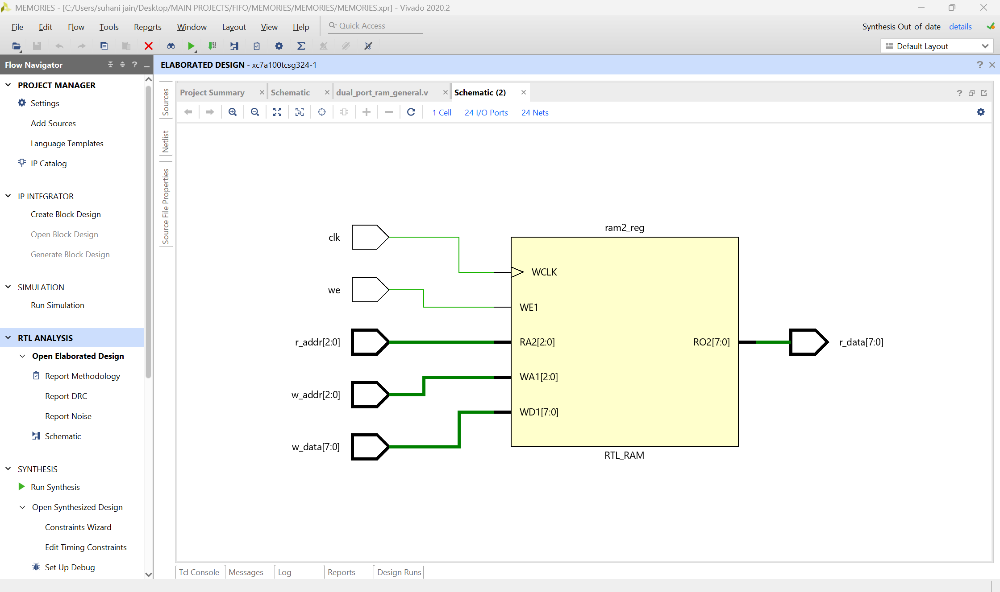 MEMORIES - [C:/Users/suhani jain/Desktop/MAIN PROJECTS/FIFO/MEMORIES/MEMORIES/MEMORIES.xpr] - Vivado 2020.2
File Edit Flow Tools Reports Window Layout View Help Quick Access Synthesis Out-of-date details
Default Layout
Flow Navigator
ELABORATED DESIGN - xc7a100tcsg324-1
PROJECT MANAGER
Settings
Add Sources
Language Templates
IP Catalog
IP INTEGRATOR
Create Block Design
Open Block Design
Generate Block Design
SIMULATION
Run Simulation
RTL ANALYSIS
Open Elaborated Design
Report Methodology
Report DRC
Report Noise
Schematic
SYNTHESIS
Run Synthesis
Open Synthesized Design
Constraints Wizard
Edit Timing Constraints
Set Up Debug
Sources
Netlist
Source File Properties
Project Summary Schematic dual_port_ram_general.v Schematic (2)
1 Cell 24 I/O Ports 24 Nets
ram2_reg
clk
WCLK
we
WE1
r_addr[2:0] RA2[2:0] RO2[7:0] r_data[7:0]
WA1[2:0]
w_addr[2:0]
WD1[7:0]
w_data[7:0]
RTL_RAM
Tcl Console Messages Log Reports Design Runs